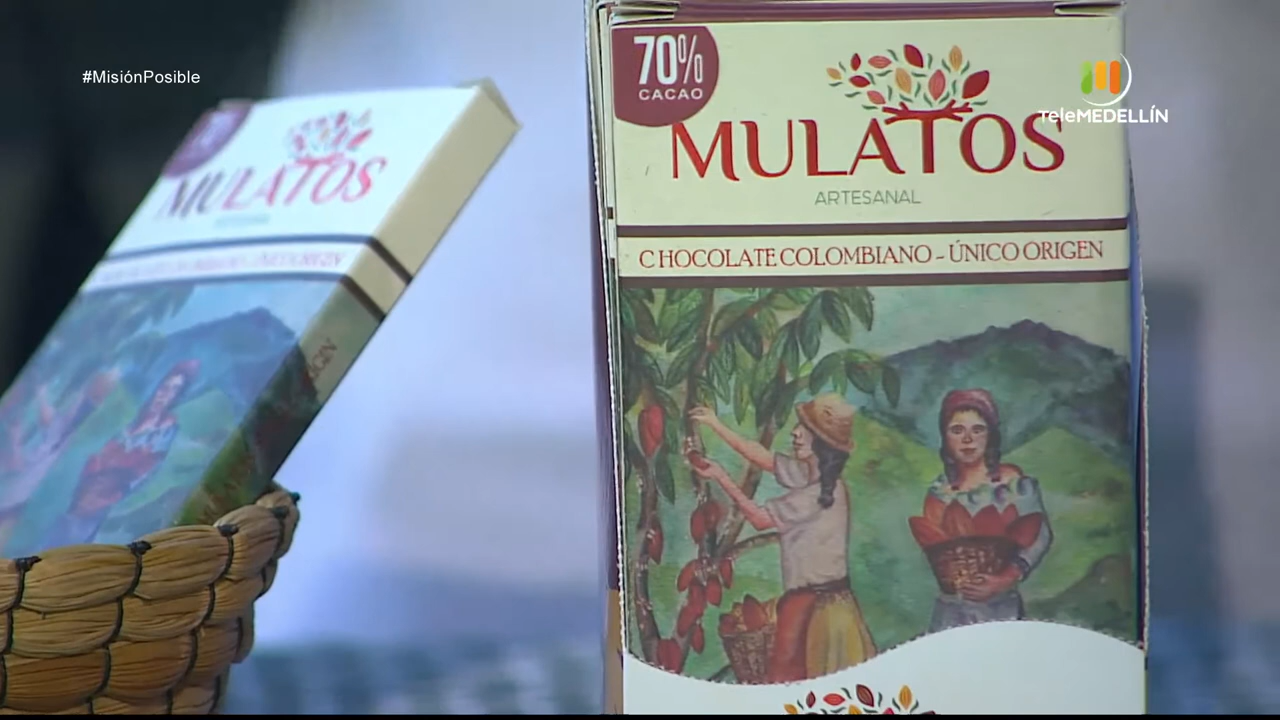 #MisiónPosible
TeleMEDELLÍN
70%
CACAO
MULATOS
ARTESANAL
CHOCOLATE COLOMBIANO - ÚNICO ORIGEN
MULATOS